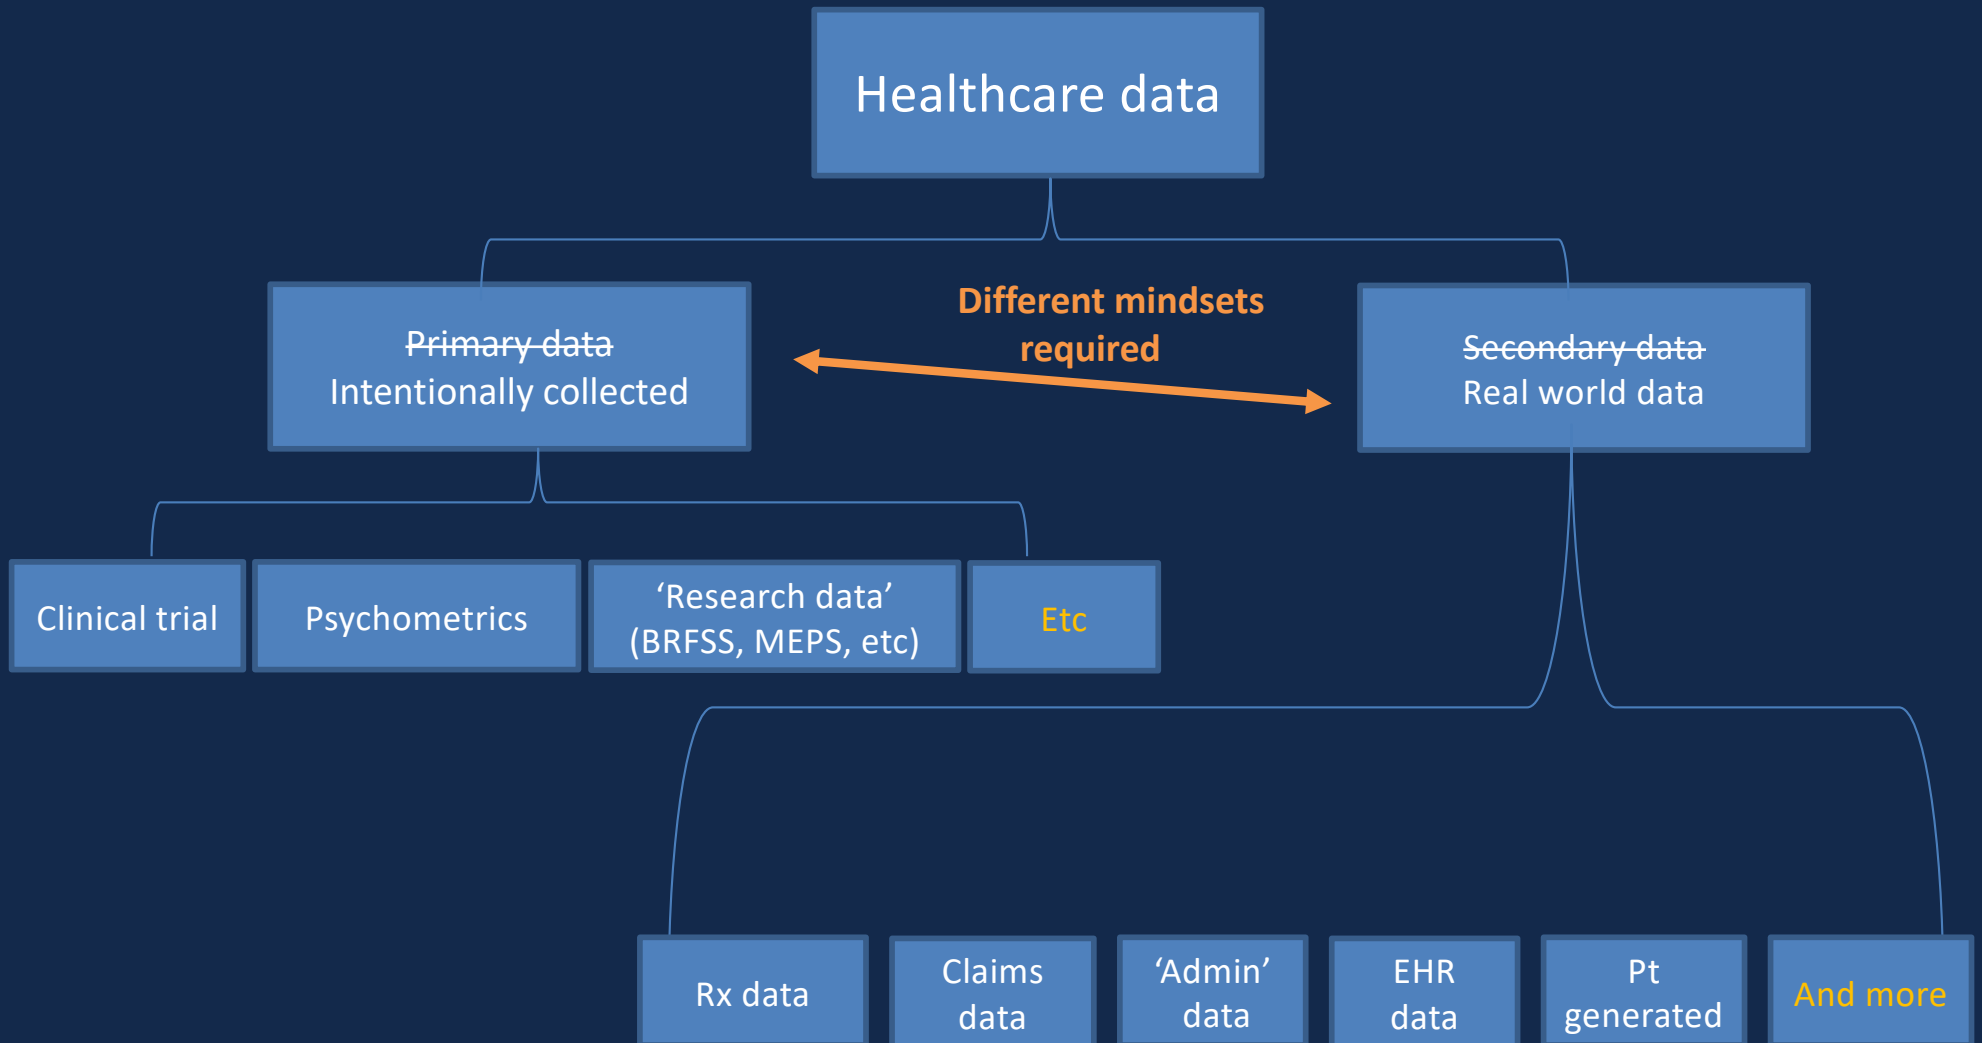 Healthcare data
Different mindsets
required
Primary data
Intentionally collected
Secondary data
Real world data
Clinical trial
Psychometrics
‘Research data’
(BRFSS, MEPS, etc)
Etc
Rx data
Claims
data
‘Admin’
data
EHR
data
Pt
generated
And more